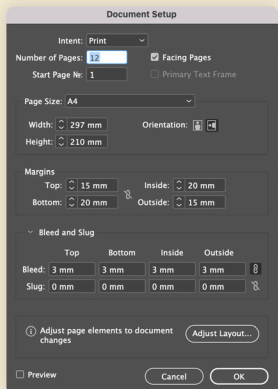 Document Setup
Intent: Print
Number of Pages: 12 Facing Pages
Start Page №: 1 Primary Text Frame
Page Size: A4
Width: 297 mm Orientation:
Height: 210 mm
Margins
Top: 15 mm Inside: 20 mm
Bottom: 20 mm Outside: 15 mm
Bleed and Slug
Top Bottom Inside Outside
Bleed: 3 mm 3 mm 3 mm 3 mm
Slug: 0 mm 0 mm 0 mm 0 mm
Adjust page elements to document Adjust Layout...
changes
Preview Cancel OK